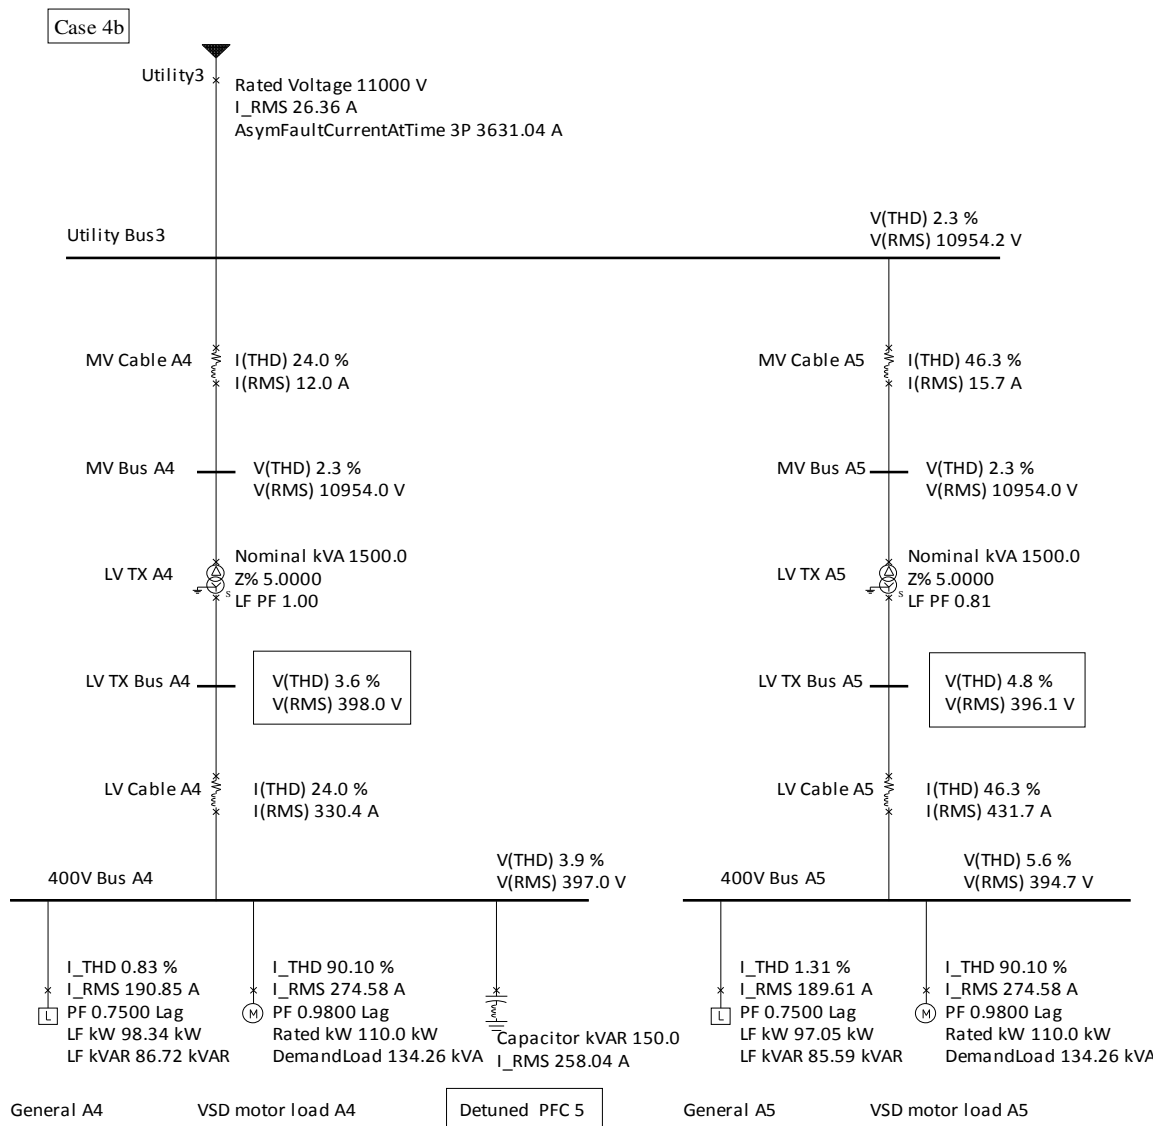 Case 4b
Utility3
Rated Voltage 11000 V
I_RMS 26.36 A
AsymFaultCurrentAtTime 3P 3631.04 A
Utility Bus3
V(THD) 2.3 %
V(RMS) 10954.2 V
MV Cable A4
I(THD) 24.0 %
I(RMS) 12.0 A
MV Cable A5
I(THD) 46.3 %
I(RMS) 15.7 A
MV Bus A4
V(THD) 2.3 %
V(RMS) 10954.0 V
MV Bus A5
V(THD) 2.3 %
V(RMS) 10954.0 V
LV TX A4
Nominal kVA 1500.0
Z% 5.0000
LF PF 1.00
s
LV TX A5
Nominal kVA 1500.0
Z% 5.0000
LF PF 0.81
s
LV TX Bus A4
V(THD) 3.6 %
V(RMS) 398.0 V
LV TX Bus A5
V(THD) 4.8 %
V(RMS) 396.1 V
LV Cable A4
I(THD) 24.0 %
I(RMS) 330.4 A
LV Cable A5
I(THD) 46.3 %
I(RMS) 431.7 A
400V Bus A4
V(THD) 3.9 %
V(RMS) 397.0 V
400V Bus A5
V(THD) 5.6 %
V(RMS) 394.7 V
L
I_THD 0.83 %
I_RMS 190.85 A
PF 0.7500 Lag
LF kW 98.34 kW
LF kVAR 86.72 kVAR
M
I_THD 90.10 %
I_RMS 274.58 A
PF 0.9800 Lag
Rated kW 110.0 kW
DemandLoad 134.26 kVA
Capacitor kVAR 150.0
I_RMS 258.04 A
L
I_THD 1.31 %
I_RMS 189.61 A
PF 0.7500 Lag
LF kW 97.05 kW
LF kVAR 85.59 kVAR
M
I_THD 90.10 %
I_RMS 274.58 A
PF 0.9800 Lag
Rated kW 110.0 kW
DemandLoad 134.26 kVA
General A4
VSD motor load A4
Detuned PFC 5
General A5
VSD motor load A5